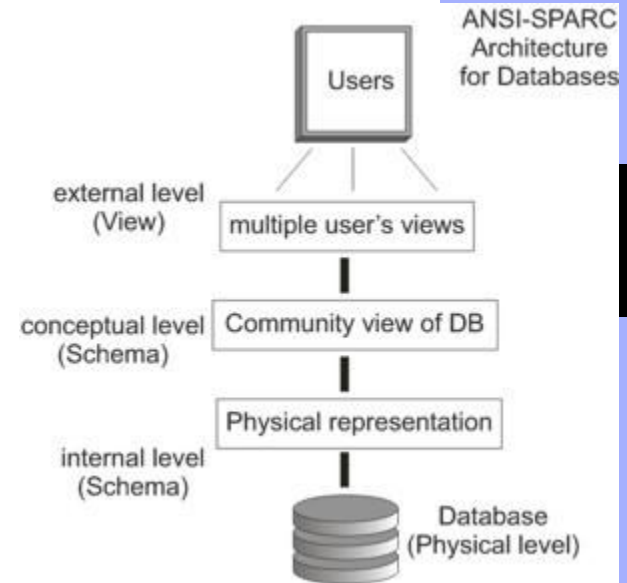 ANSI-SPARC
Architecture
for Databases
Users
external level
(View)
multiple user's views
conceptual level
(Schema)
Community view of DB
Physical representation
internal level
(Schema)
Database
(Physical level)